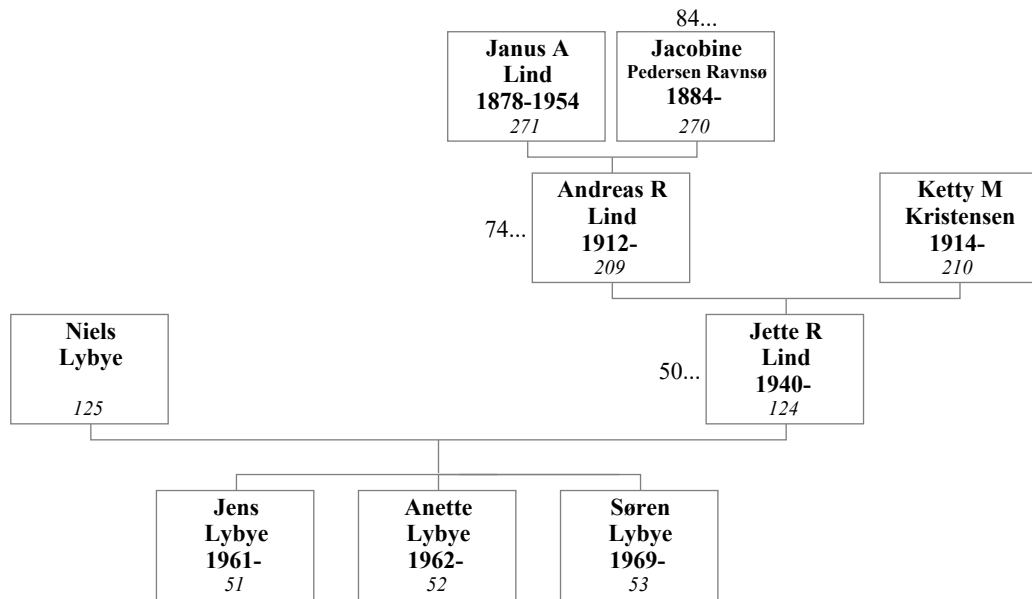 84...
Janus A
Lind
1878-1954
271
Jacobine
Pedersen Ravnsø
1884-
270
74...
Andreas R
Lind
1912-
209
Ketty M
Kristensen
1914-
210
Niels
Lybye
125
50...
Jette R
Lind
1940-
124
Jens
Lybye
1961-
51
Anette
Lybye
1962-
52
Søren
Lybye
1969-
53